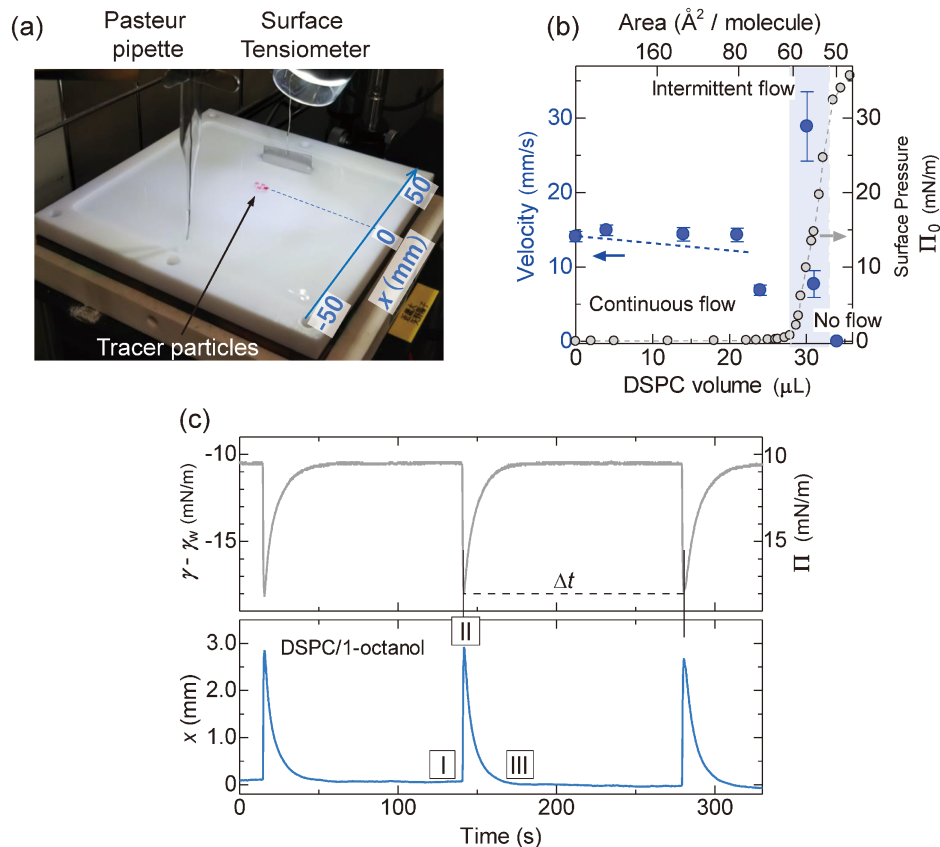 (a)
Pasteur
pipette
Surface
Tensiometer
50
0
-50
x (mm)
Tracer particles
(b)
Area (Å² / molecule)
160 80 60 50
Intermittent flow
30
20
10
0
Velocity (mm/s)
30
20
10
0
Surface Pressure
Π₀ (mN/m)
Continuous flow
No flow
0 10 20 30
DSPC volume (μL)
(c)
-10
-15
γ - γw (mN/m)
10
15
Π (mN/m)
Δt
II
DSPC/1-octanol
3.0
2.0
1.0
0
x (mm)
I
III
0 100 200 300
Time (s)